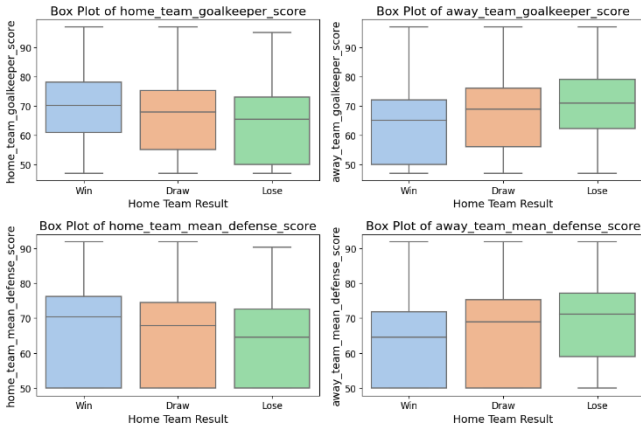 Box Plot of home_team_goalkeeper_score
home_team_goalkeeper_score
90
80
70
60
50
Win Draw Lose
Home Team Result
Box Plot of away_team_goalkeeper_score
away_team_goalkeeper_score
90
80
70
60
50
Win Draw Lose
Home Team Result
Box Plot of home_team_mean_defense_score
home_team_mean_defense_score
90
80
70
60
50
Win Draw Lose
Home Team Result
Box Plot of away_team_mean_defense_score
away_team_mean_defense_score
90
80
70
60
50
Win Draw Lose
Home Team Result